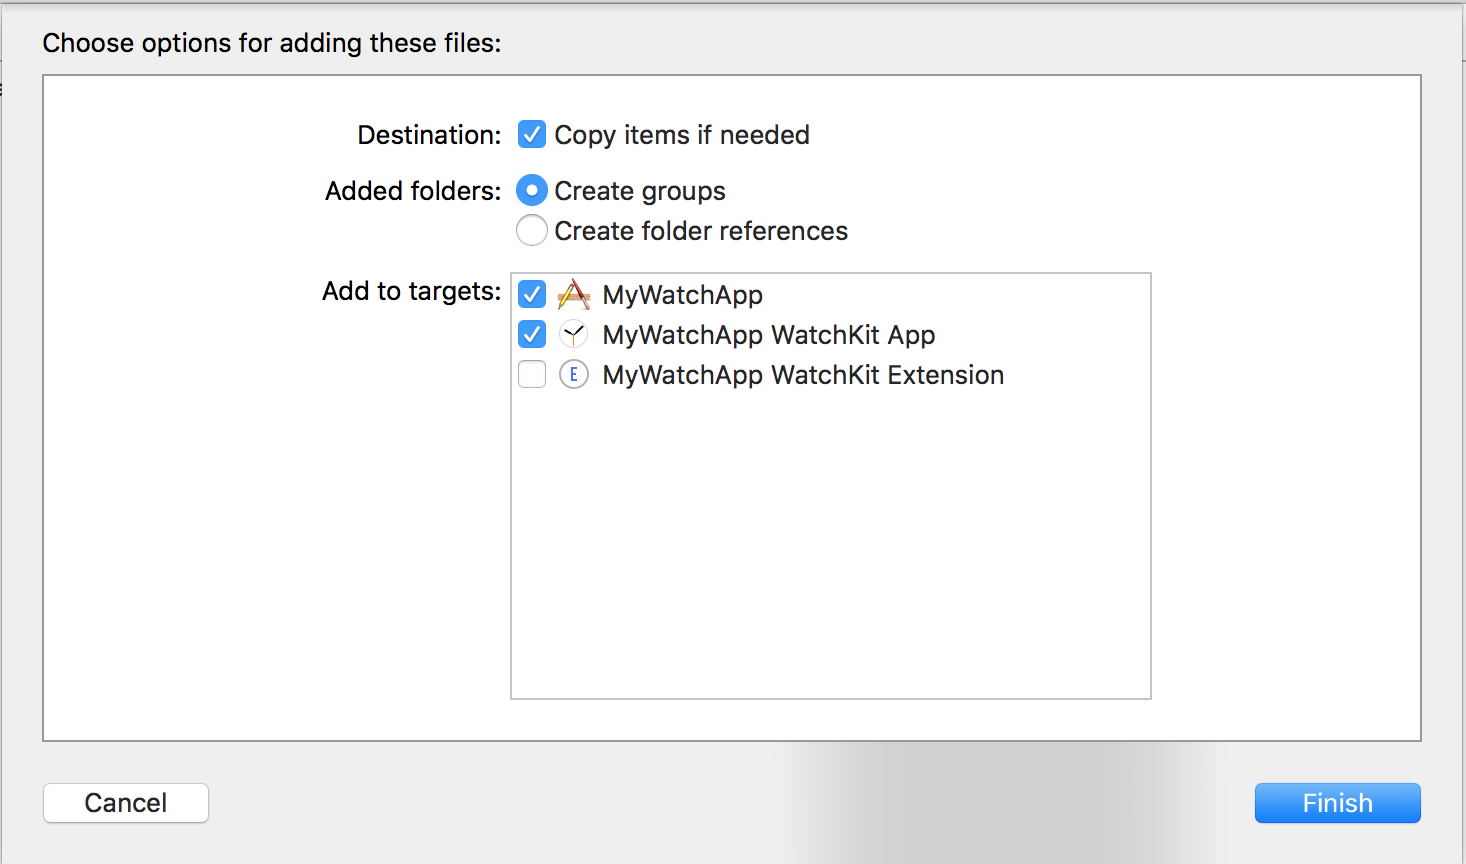 Choose options for adding these files:
Destination: Copy items if needed
Added folders: Create groups
Create folder references
Add to targets: MyWatchApp
MyWatchApp WatchKit App
E MyWatchApp WatchKit Extension
Cancel Finish